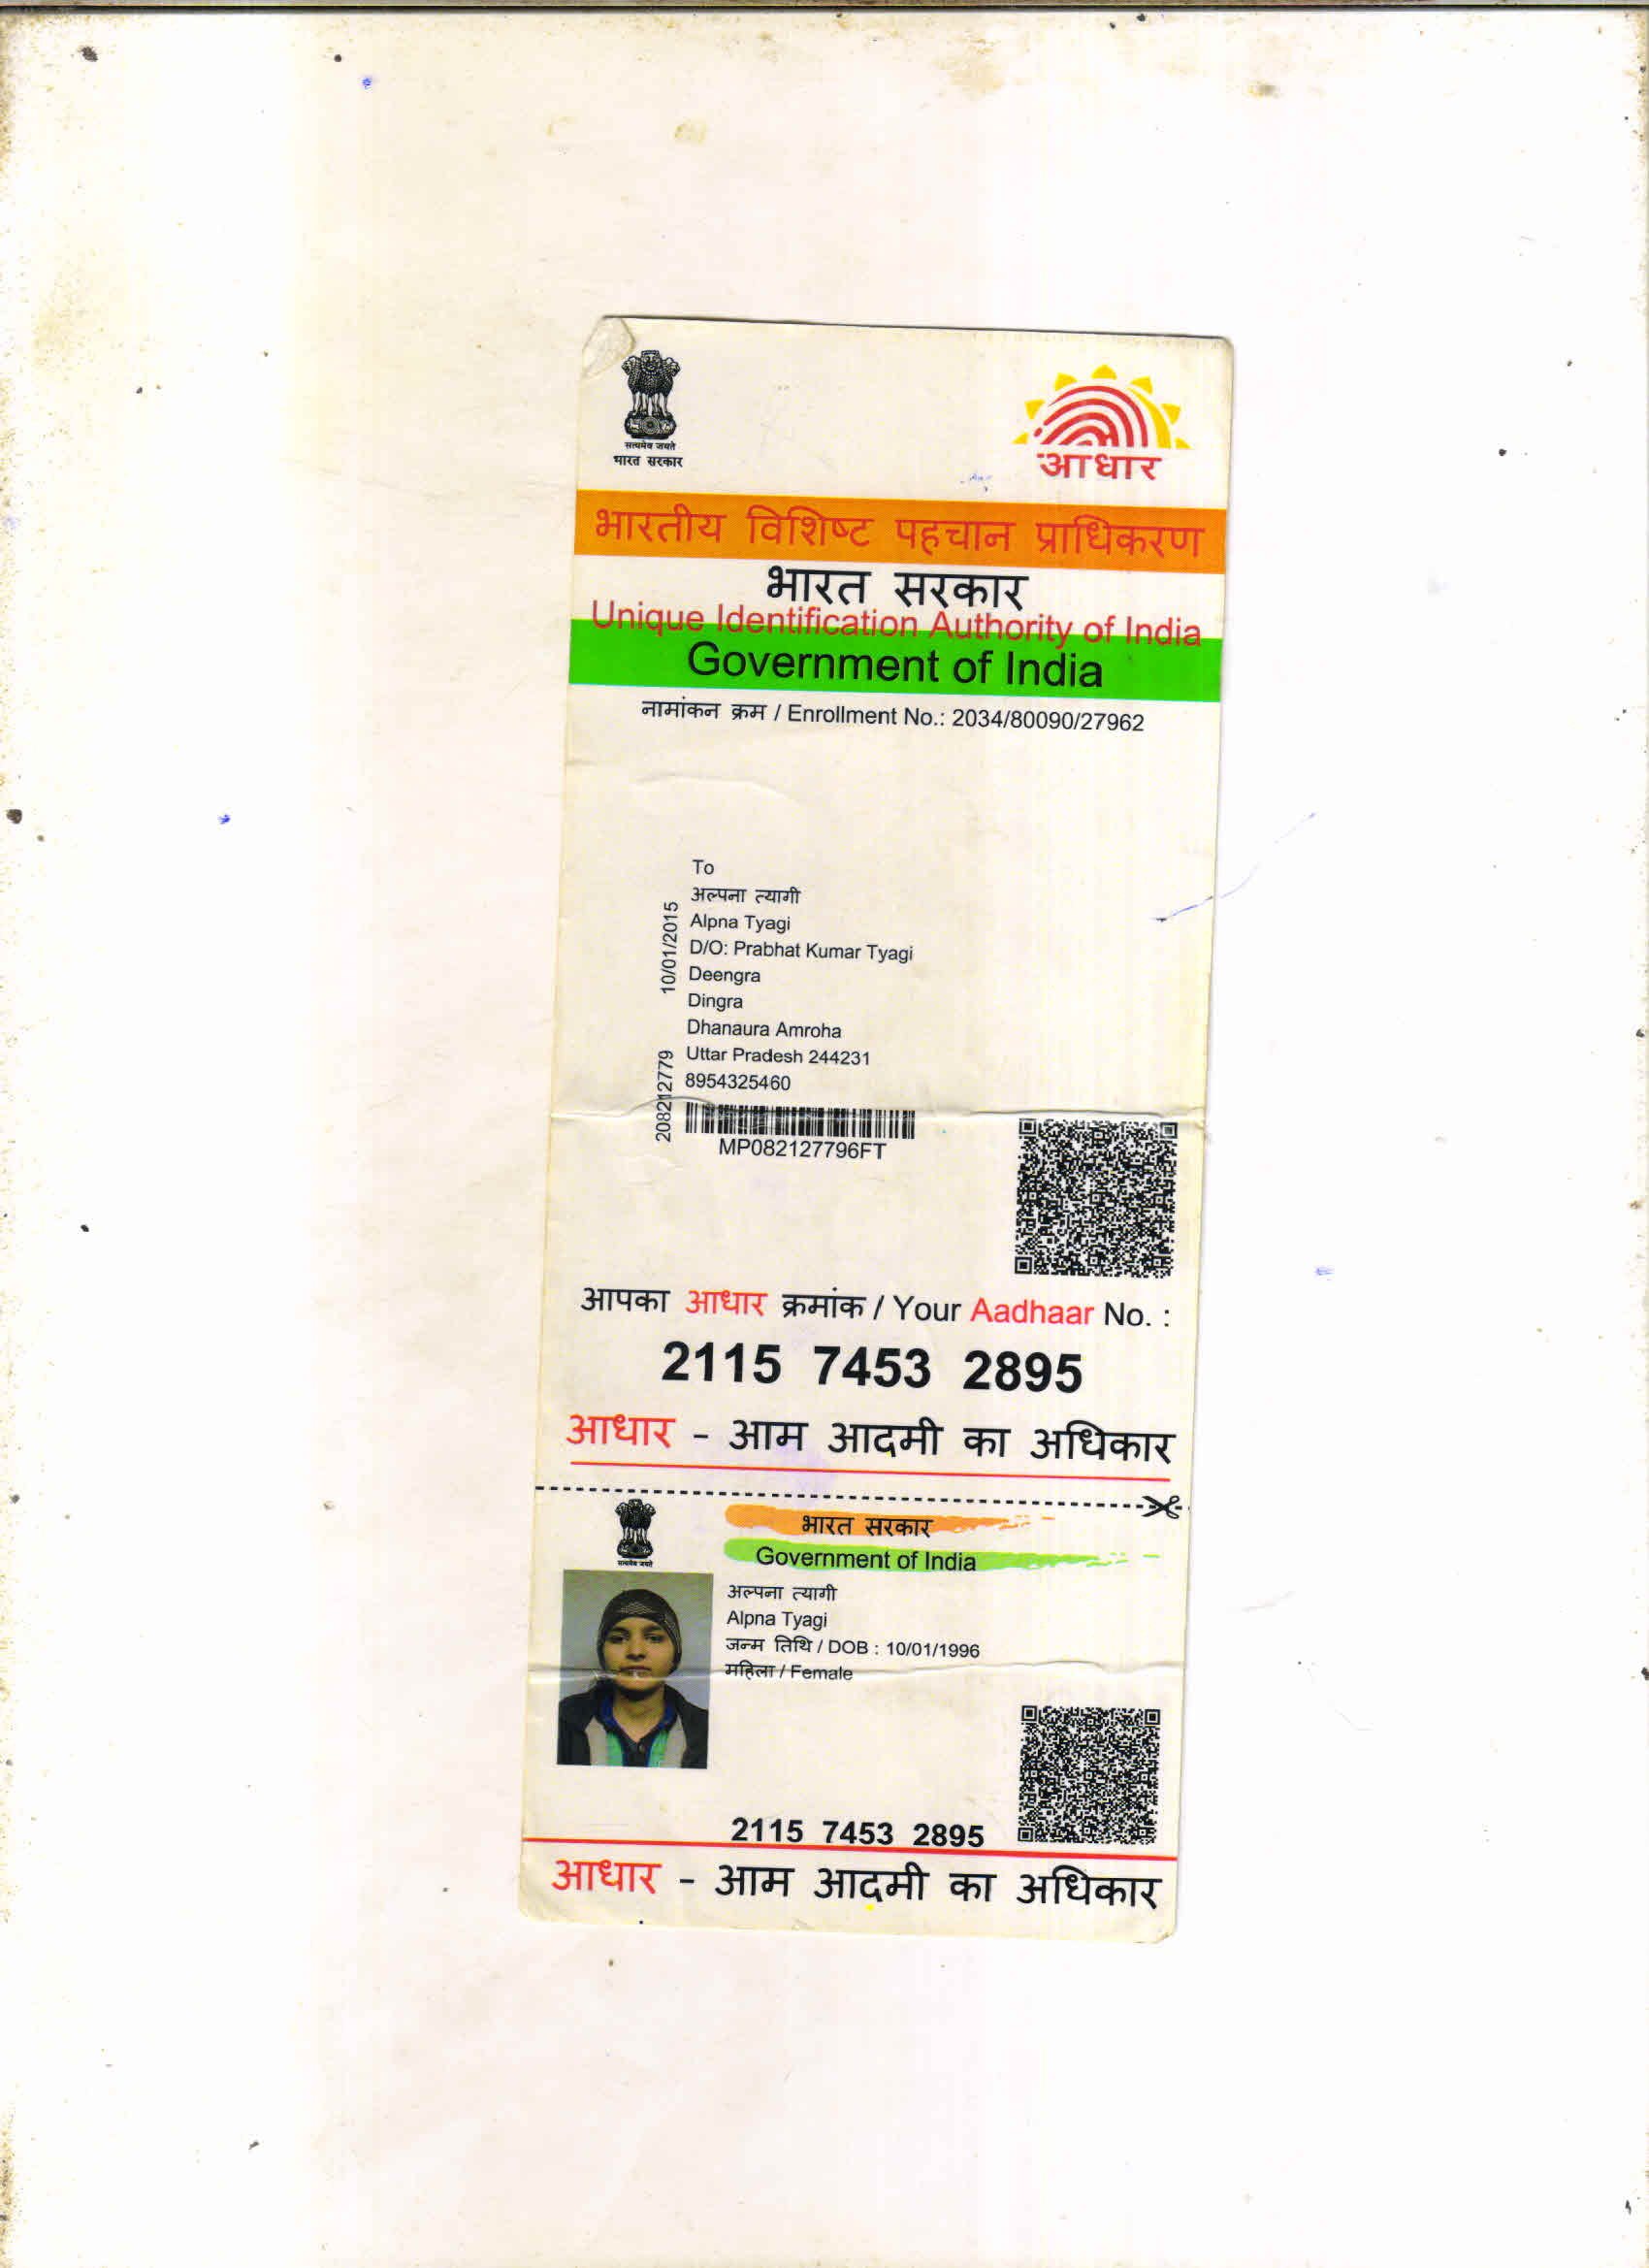 सत्यमेव जयते
भारत सरकार
आधार
भारतीय विशिष्ट पहचान प्राधिकरण
भारत सरकार
Unique Identification Authority of India
Government of India
नामांकन क्रम / Enrollment No.: 2034/80090/27962
To
अल्पना त्यागी
Alpna Tyagi
D/O: Prabhat Kumar Tyagi
Deengra
Dingra
Dhanaura Amroha
Uttar Pradesh 244231
8954325460
10/01/2015
208212779
MP082127796FT
आपका आधार क्रमांक / Your Aadhaar No. :
2115 7453 2895
आधार - आम आदमी का अधिकार
सत्यमेव जयते
भारत सरकार
Government of India
अल्पना त्यागी
Alpna Tyagi
जन्म तिथि / DOB : 10/01/1996
महिला / Female
2115 7453 2895
आधार - आम आदमी का अधिकार